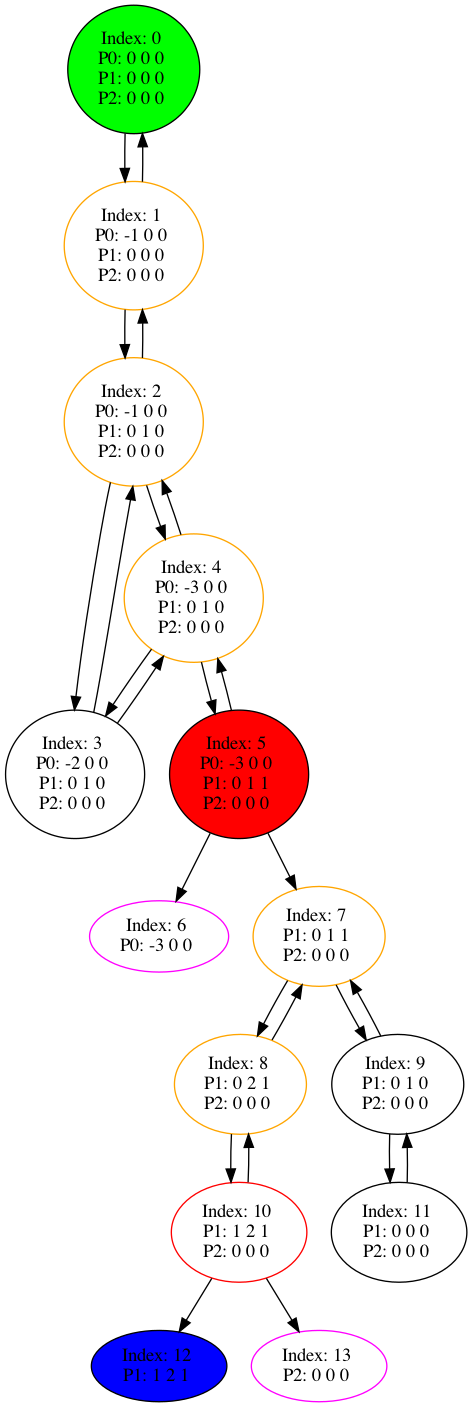 Index: 0
P0: 0 0 0
P1: 0 0 0
P2: 0 0 0
Index: 1
P0: -1 0 0
P1: 0 0 0
P2: 0 0 0
Index: 2
P0: -1 0 0
P1: 0 1 0
P2: 0 0 0
Index: 4
P0: -3 0 0
P1: 0 1 0
P2: 0 0 0
Index: 3
P0: -2 0 0
P1: 0 1 0
P2: 0 0 0
Index: 5
P0: -3 0 0
P1: 0 1 1
P2: 0 0 0
Index: 6
P0: -3 0 0
Index: 7
P1: 0 1 1
P2: 0 0 0
Index: 8
P1: 0 2 1
P2: 0 0 0
Index: 9
P1: 0 1 0
P2: 0 0 0
Index: 10
P1: 1 2 1
P2: 0 0 0
Index: 11
P1: 0 0 0
P2: 0 0 0
Index: 12
P1: 1 2 1
Index: 13
P2: 0 0 0